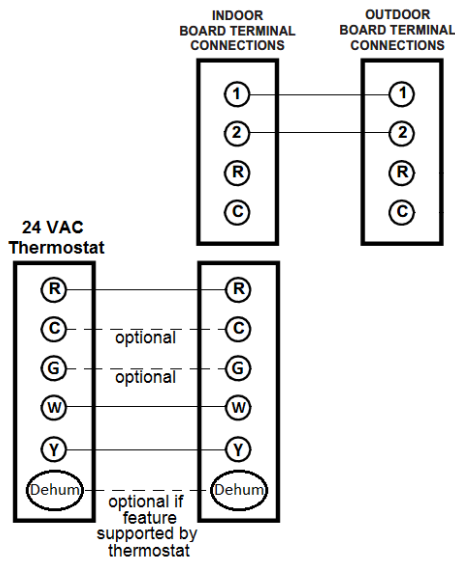 INDOOR
BOARD TERMINAL
CONNECTIONS
OUTDOOR
BOARD TERMINAL
CONNECTIONS
1 1
2 2
R R
C C
24 VAC
Thermostat
R R
C optional C
G optional G
W W
Y Y
Dehum Dehum
optional if
feature
supported by
thermostat